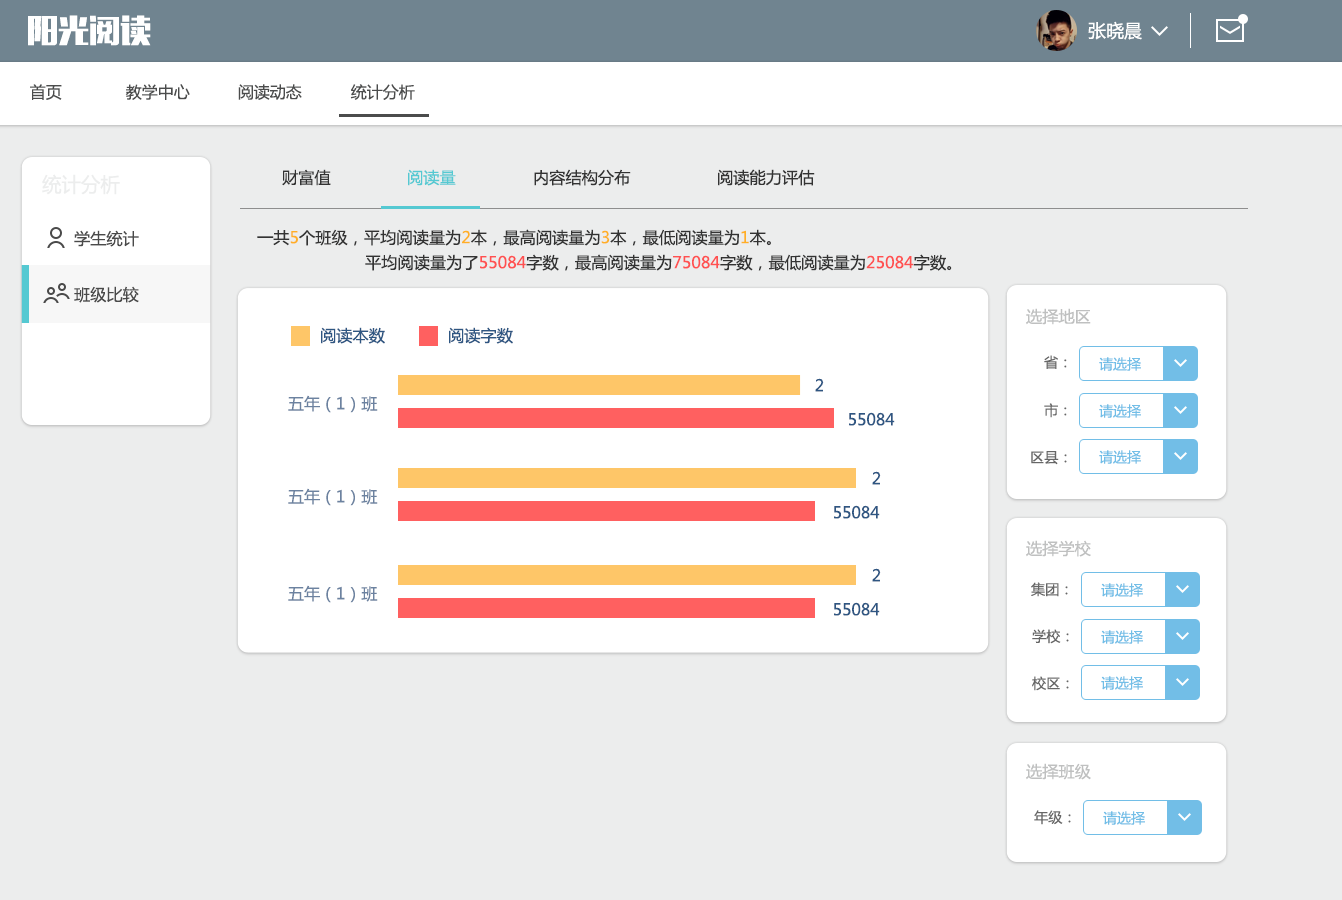 阳光阅读
张晓晨
首页 教学中心 阅读动态 统计分析
统计分析
学生统计
班级比较
财富值 阅读量 内容结构分布 阅读能力评估
一共5个班级，平均阅读量为2本，最高阅读量为3本，最低阅读量为1本。
平均阅读量为了55084字数，最高阅读量为75084字数，最低阅读量为25084字数。
阅读本数 阅读字数
五年（1）班
2
55084
五年（1）班
2
55084
五年（1）班
2
55084
选择地区
省： 请选择
市： 请选择
区县： 请选择
选择学校
集团： 请选择
学校： 请选择
校区： 请选择
选择班级
年级： 请选择